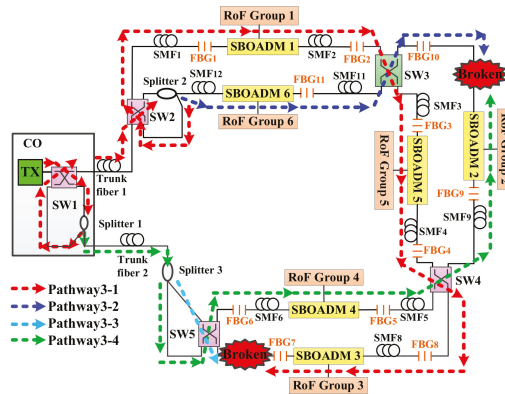 RoF Group 1
SMF1
FBG1
SBOADM 1
SMF2
FBG2
FBG10
Splitter 2
SMF12
SBOADM 6
FBG11
SMF11
SW3
Broken
SW2
RoF Group 6
SMF3
FBG3
CO
TX
SW1
Trunk
fiber 1
RoF Group 5
SBOADM 5
SBOADM 2
FBG9
SMF9
Splitter 1
SMF4
FBG4
Trunk
fiber 2
Splitter 3
RoF Group 4
SW4
Pathway3-1
Pathway3-2
Pathway3-3
Pathway3-4
SW5
FBG6
SMF6
SBOADM 4
FBG5
SMF5
Broken
FBG7
SBOADM 3
SMF8
FBG8
RoF Group 3